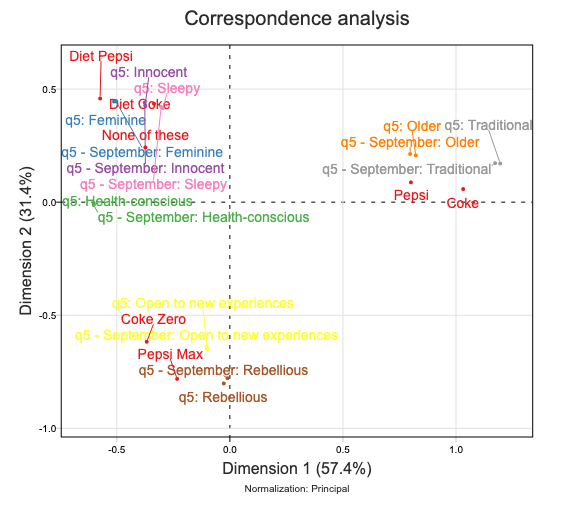 Correspondence analysis
Diet Pepsi
q5: Innocent
q5: Sleepy
0.5
Diet Coke
q5: Feminine
q5: Older
q5: Traditional
None of these
q5 - September: Older
q5 - September: Feminine
q5 - September: Innocent
q5 - September: Traditional
q5 - September: Sleepy
Pepsi
q5: Health-conscious
0.0
Coke
q5 - September: Health-conscious
Dimension 2 (31.4%)
q5: Open to new experiences
-0.5
Coke Zero
q5 - September: Open to new experiences
Pepsi Max
q5 - September: Rebellious
q5: Rebellious
-1.0
-0.5
0.0
0.5
1.0
Dimension 1 (57.4%)
Normalization: Principal